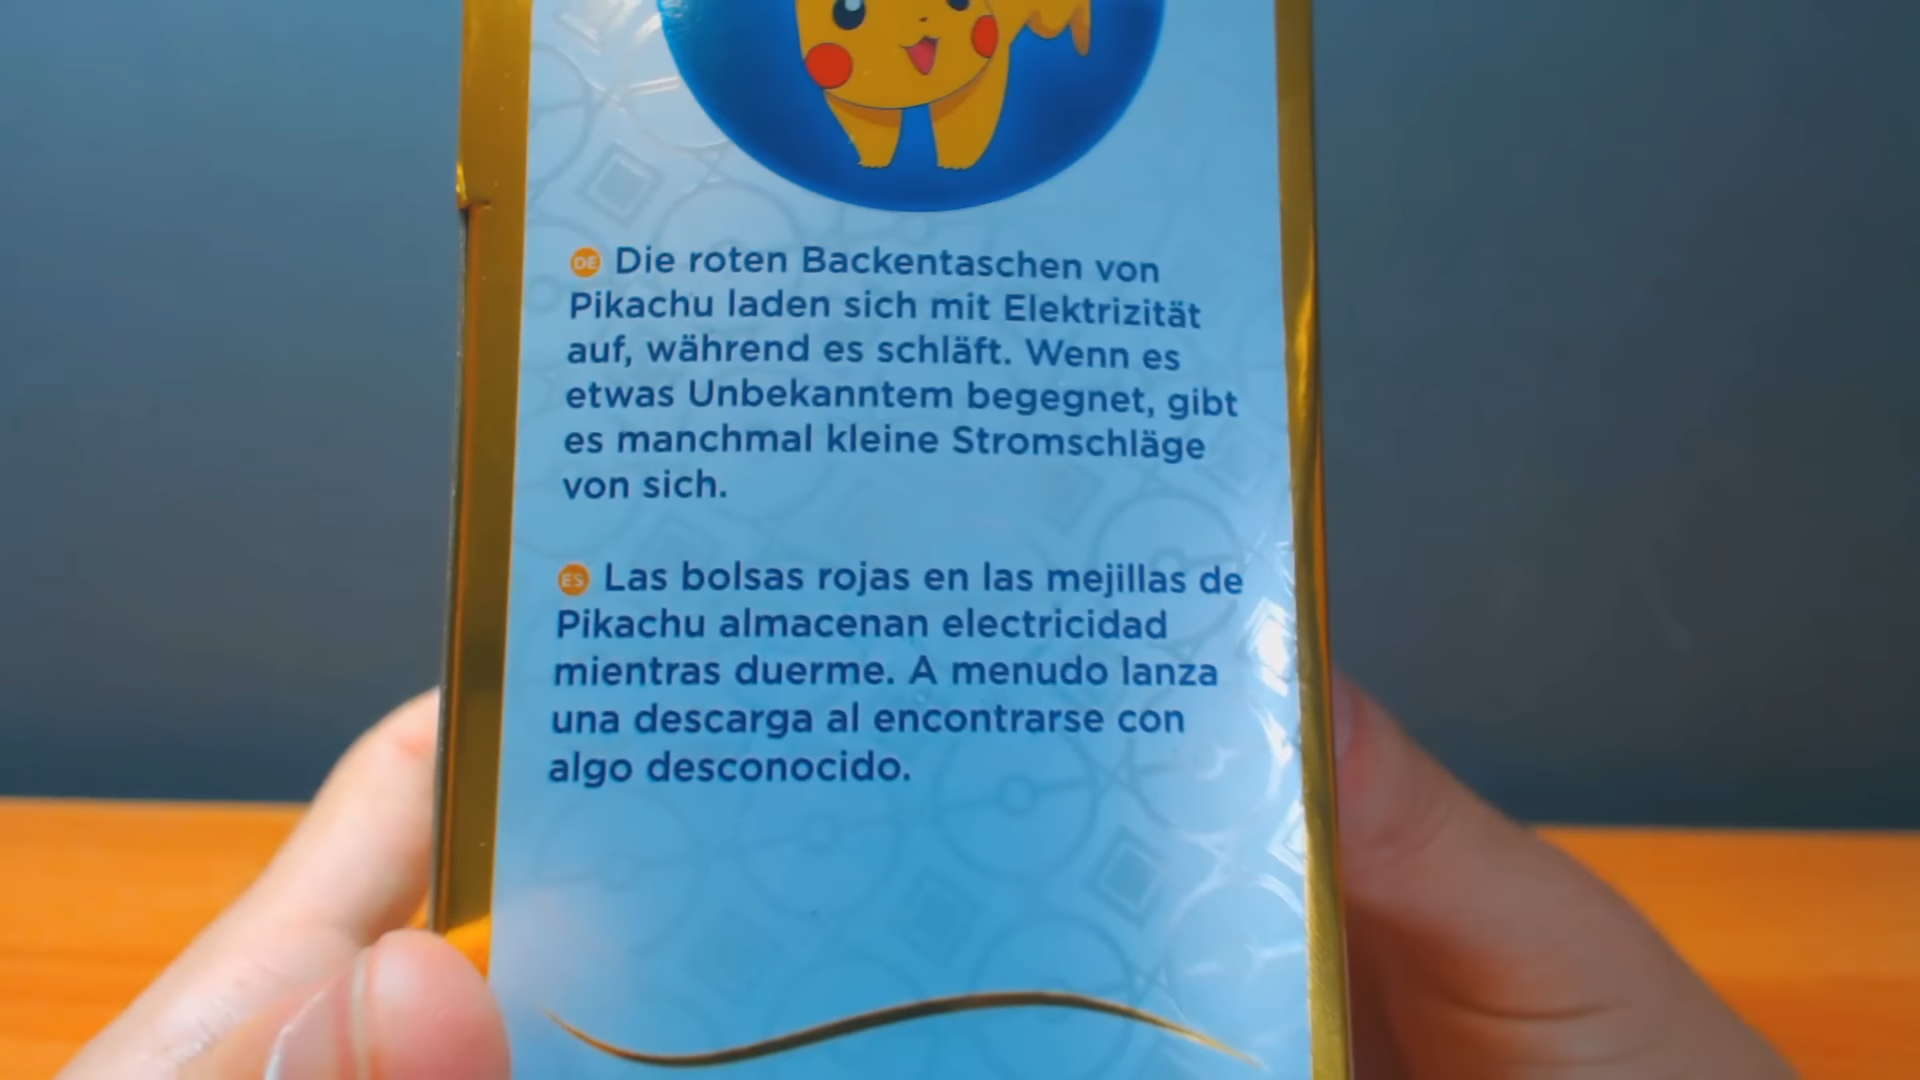 DE Die roten Backentaschen von
Pikachu laden sich mit Elektrizität
auf, während es schläft. Wenn es
etwas Unbekanntem begegnet, gibt
es manchmal kleine Stromschläge
von sich.
ES Las bolsas rojas en las mejillas de
Pikachu almacenan electricidad
mientras duerme. A menudo lanza
una descarga al encontrarse con
algo desconocido.